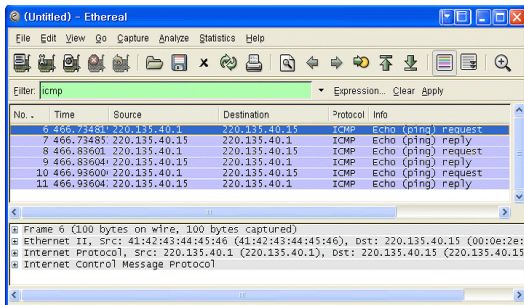 (Untitled) - Ethereal
File Edit View Go Capture Analyze Statistics Help
Filter: icmp Expression... Clear Apply
No. . Time Source Destination Protocol Info
6 466.73481 220.135.40.1 220.135.40.15 ICMP Echo (ping) request
7 466.73485 220.135.40.15 220.135.40.1 ICMP Echo (ping) reply
8 466.83601 220.135.40.1 220.135.40.15 ICMP Echo (ping) request
9 466.83604 220.135.40.15 220.135.40.1 ICMP Echo (ping) reply
10 466.93600 220.135.40.1 220.135.40.15 ICMP Echo (ping) request
11 466.93604 220.135.40.15 220.135.40.1 ICMP Echo (ping) reply
Frame 6 (100 bytes on wire, 100 bytes captured)
Ethernet II, Src: 41:42:43:44:45:46 (41:42:43:44:45:46), Dst: 220.135.40.15 (00:0e:2e:
Internet Protocol, Src: 220.135.40.1 (220.135.40.1), Dst: 220.135.40.15 (220.135.40.15
Internet Control Message Protocol